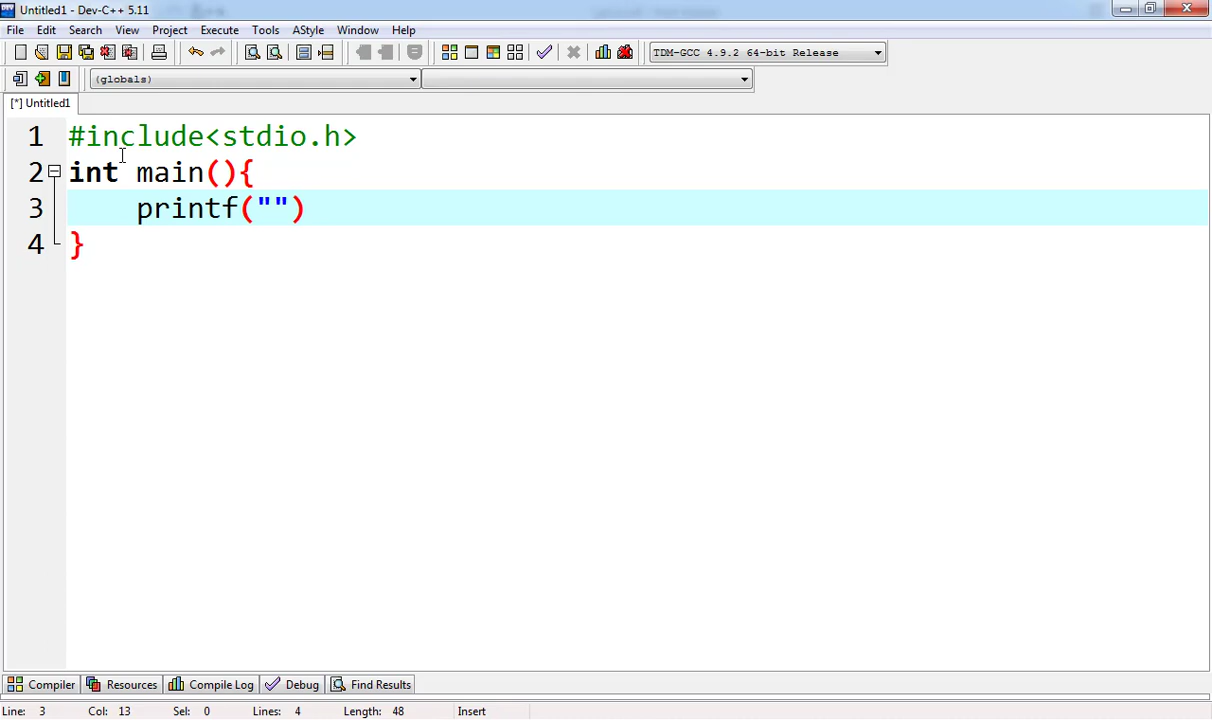 Untitled1 - Dev-C++ 5.11
File Edit Search View Project Execute Tools AStyle Window Help
TDM-GCC 4.9.2 64-bit Release
(globals)
[*] Untitled1
1 #include<stdio.h>
2 int main(){
3 printf("")
4 }
Compiler Resources Compile Log Debug Find Results
Line: 3 Col: 13 Sel: 0 Lines: 4 Length: 48 Insert